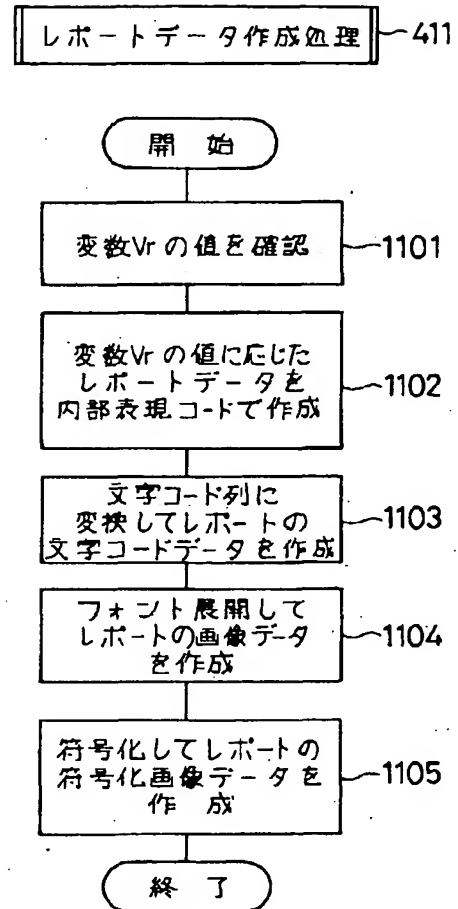 レポートデータ作成処理 411
開 始
変数Vrの値を確認 1101
変数Vrの値に応じた
レポートデータを 1102
内部表現コードで作成
文字コード列に
変換してレポートの 1103
文字コードデータを作成
フォント展開して
レポートの画像データ 1104
を作成
符号化してレポートの
符号化画像データを 1105
作 成
終 了